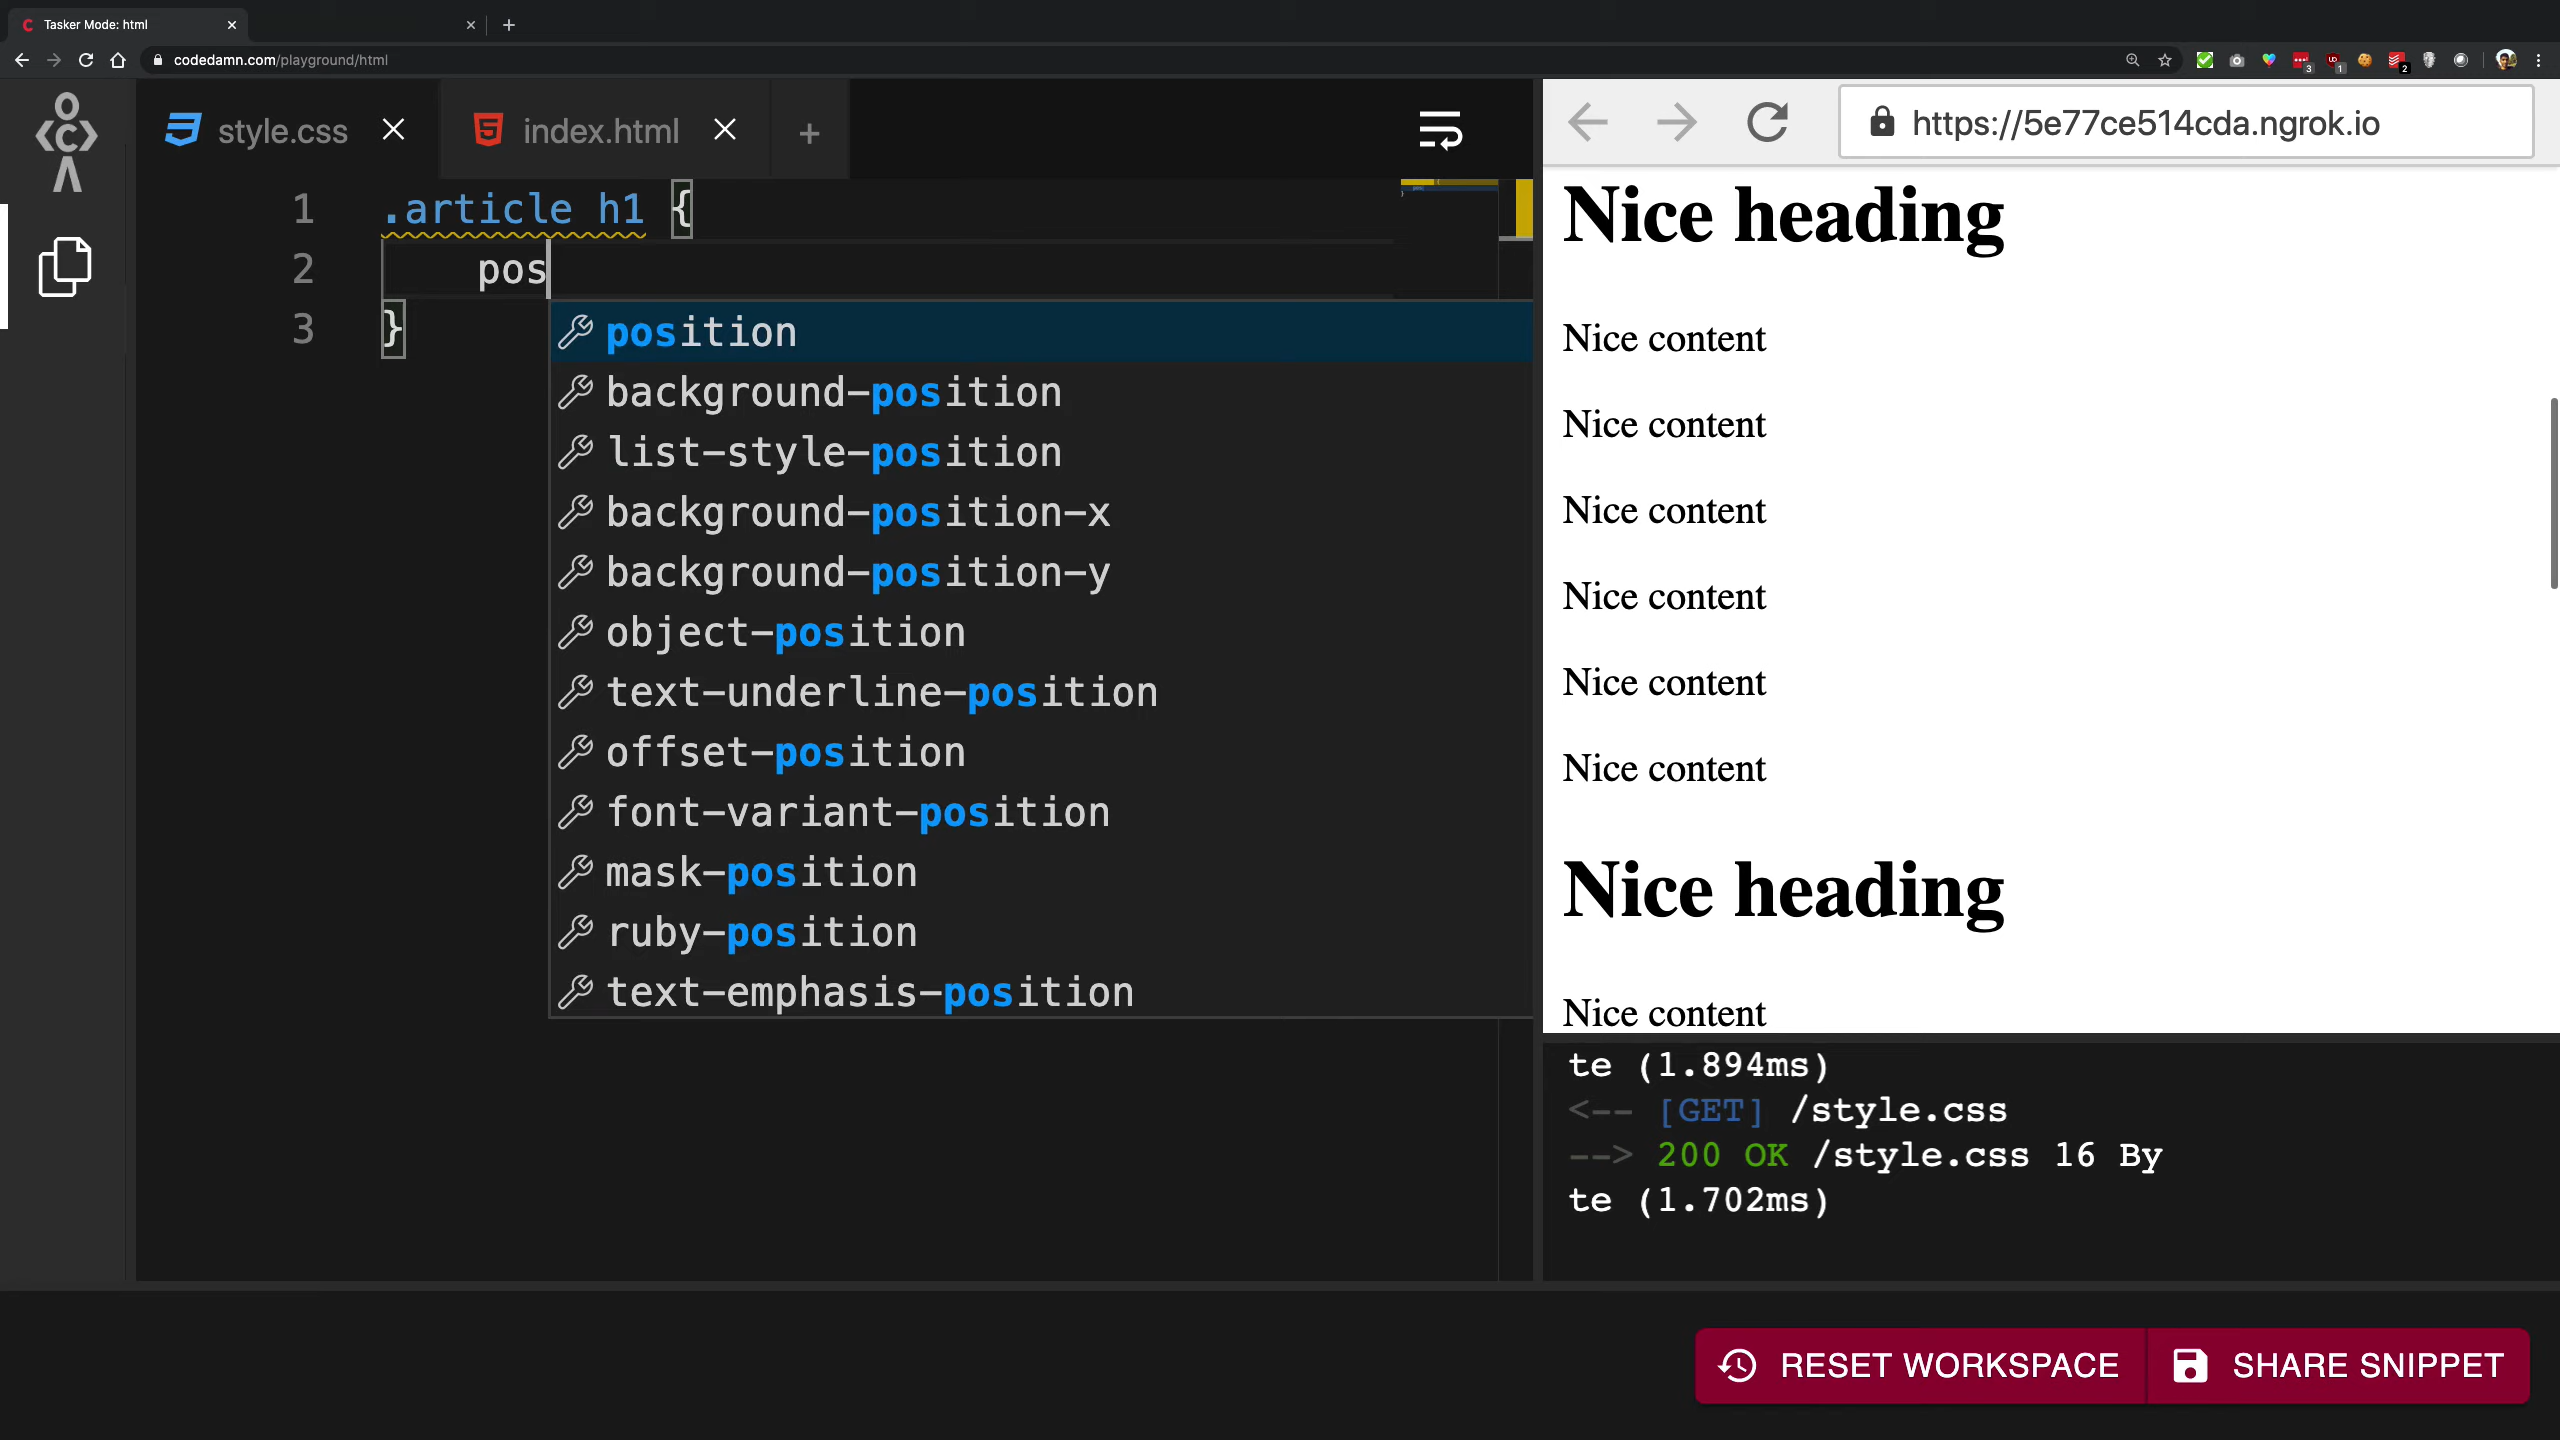 Tasker Mode: html
codedamn.com/playground/html
style.css
index.html
https://5e77ce514cda.ngrok.io
1 .article h1 {
2 pos
3 }
position
background-position
list-style-position
background-position-x
background-position-y
object-position
text-underline-position
offset-position
font-variant-position
mask-position
ruby-position
text-emphasis-position
Nice heading
Nice content
Nice content
Nice content
Nice content
Nice content
Nice content
Nice heading
Nice content
te (1.894ms)
<-- [GET] /style.css
--> 200 OK /style.css 16 By
te (1.702ms)
RESET WORKSPACE
SHARE SNIPPET